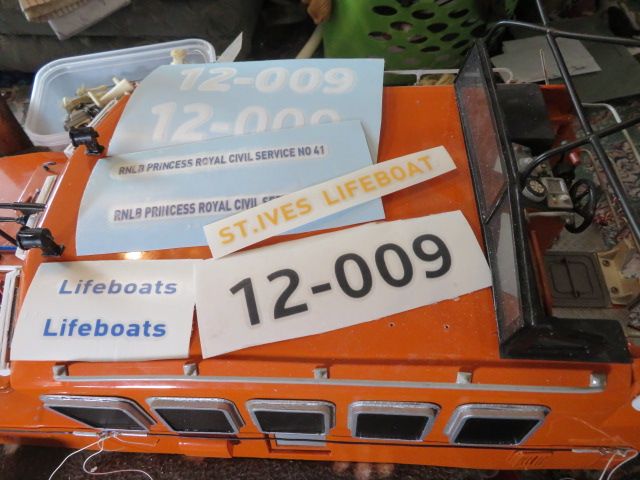 12-009
12-009
RNLB PRINCESS ROYAL CIVIL SERVICE NO 41
RNLB PRINCESS ROYAL CIVIL
ST.IVES LIFEBOAT
12-009
Lifeboats
Lifeboats